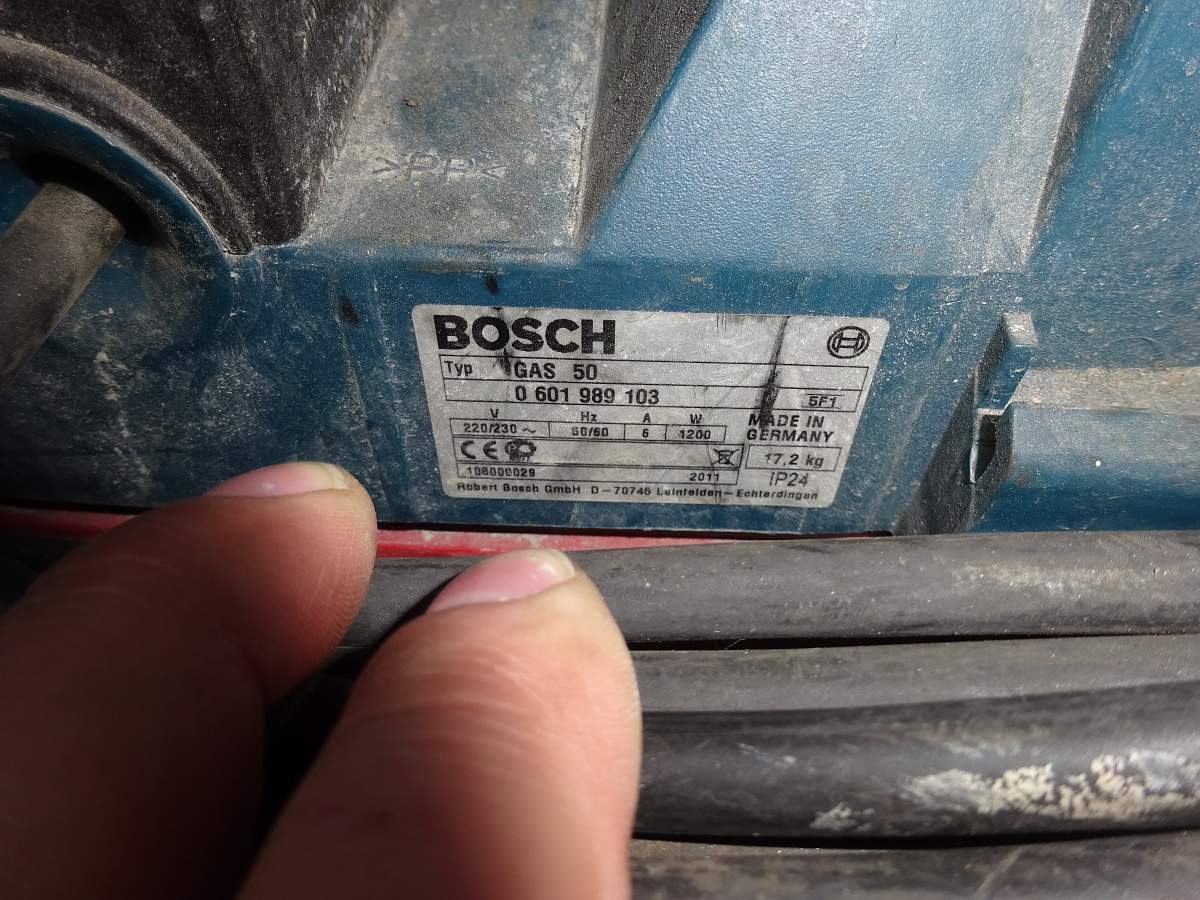 >PP<
BOSCH
Typ GAS 50
0 601 989 103 5F1
V Hz A W MADE IN
220/230 ~ 50/60 6 1200 GERMANY
CE 17,2 kg
108000029 2011 IP24
Robert Bosch GmbH D-70745 Leinfelden-Echterdingen